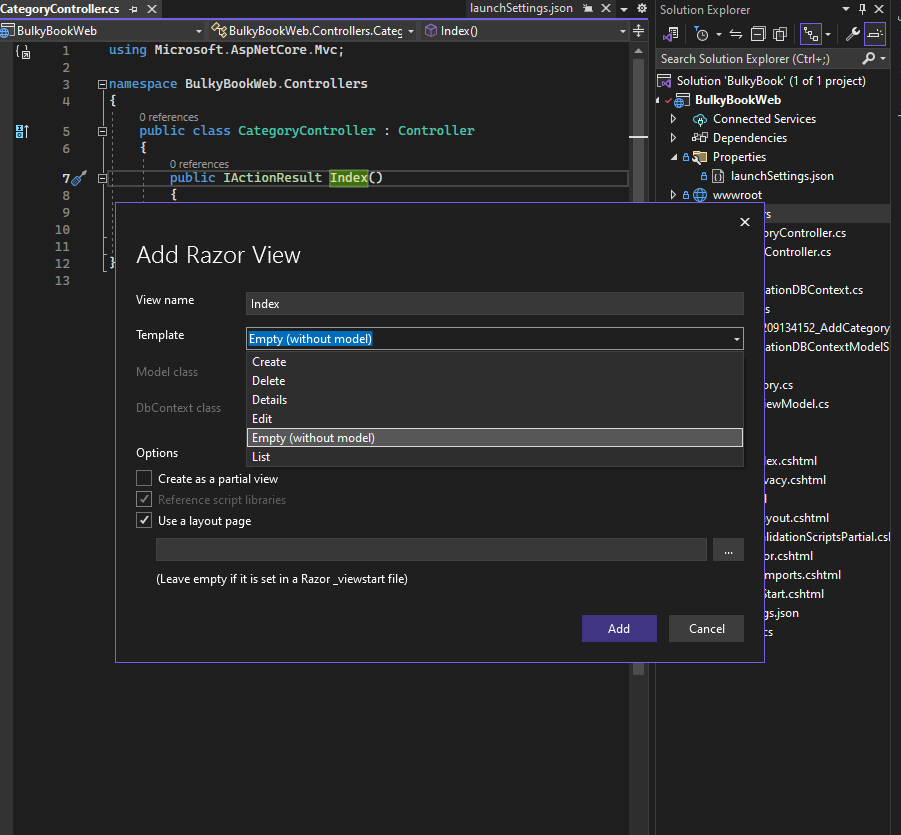 CategoryController.cs
launchSettings.json
BulkyBookWeb
BulkyBookWeb.Controllers.Categ
Index()
1 using Microsoft.AspNetCore.Mvc;
2
3 namespace BulkyBookWeb.Controllers
4 {
0 references
5 public class CategoryController : Controller
6 {
0 references
7 public IActionResult Index()
8 {
9
10
11
12 }
13
Add Razor View
View name
Index
Template
Empty (without model)
Model class
DbContext class
Create
Delete
Details
Edit
Empty (without model)
List
Options
Create as a partial view
Reference script libraries
Use a layout page
...
(Leave empty if it is set in a Razor _viewstart file)
Add
Cancel
Solution Explorer
Search Solution Explorer (Ctrl+;)
Solution 'BulkyBook' (1 of 1 project)
BulkyBookWeb
Connected Services
Dependencies
Properties
launchSettings.json
wwwroot
rs
oryController.cs
Controller.cs
ationDBContext.cs
s
209134152_AddCategory
ationDBContextModelS
ory.cs
iewModel.cs
ex.cshtml
vacy.cshtml
yout.cshtml
lidationScriptsPartial.csl
or.cshtml
mports.cshtml
Start.cshtml
gs.json
cs